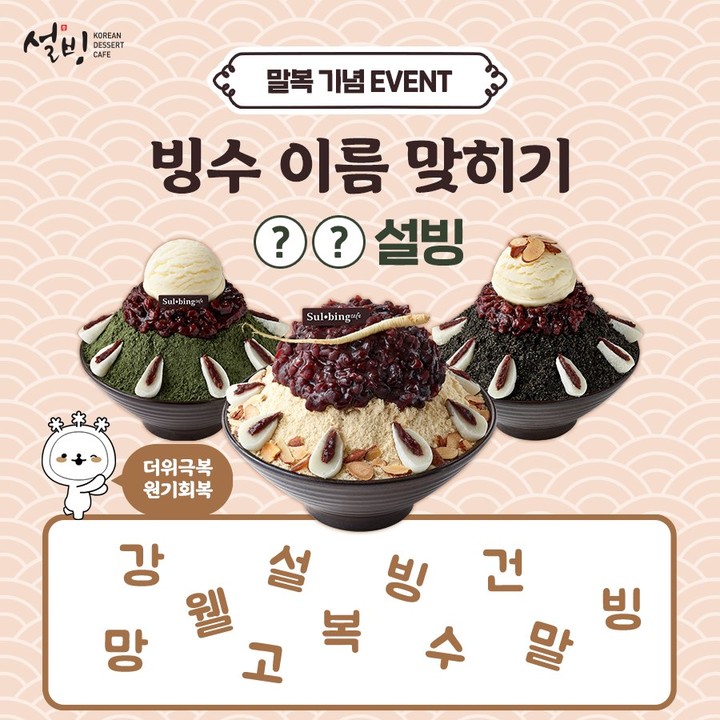 설빙
KOREAN
DESSERT
CAFE
말복 기념 EVENT
빙수 이름 맞히기
? ? 설빙
Sul•bing cafe
Sul•bing cafe
더위극복
원기회복
강 설 빙 건
웰 복 빙
망 고 수 말